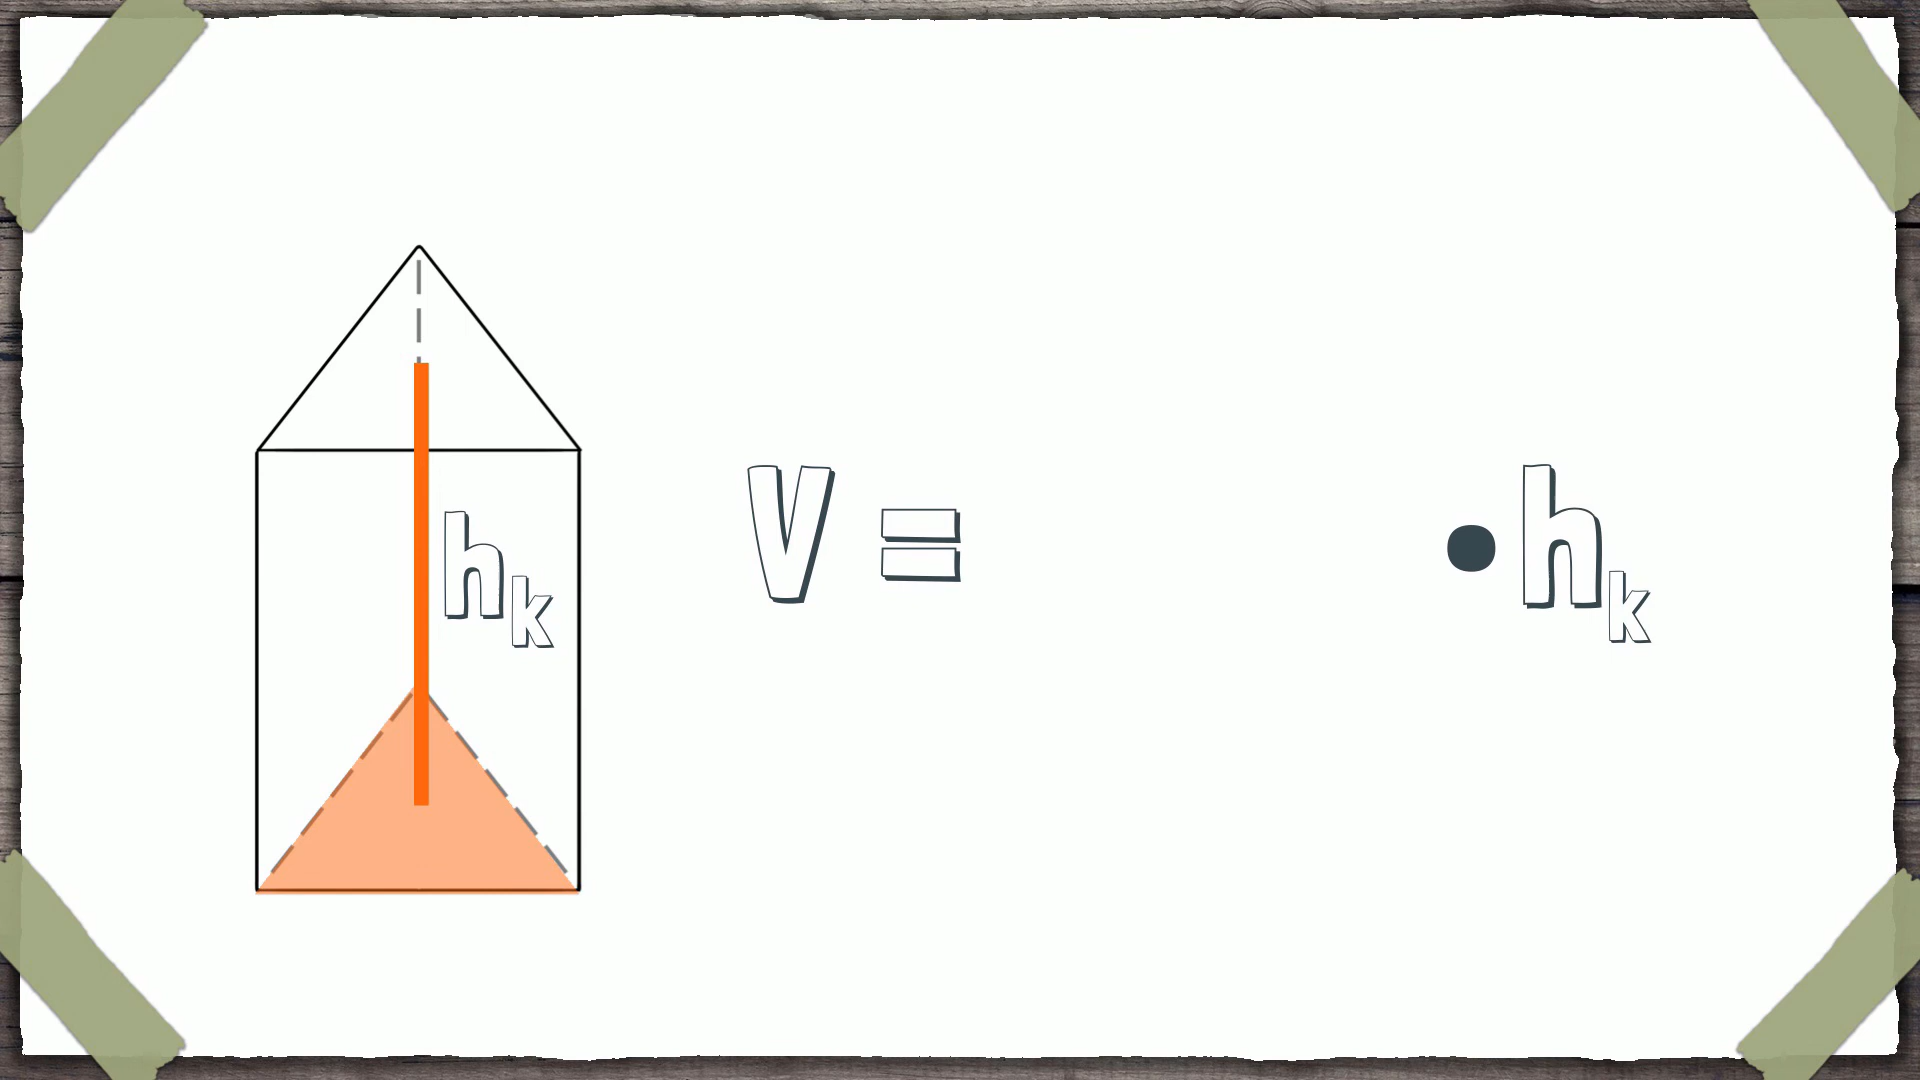 h_k
V = • h_k